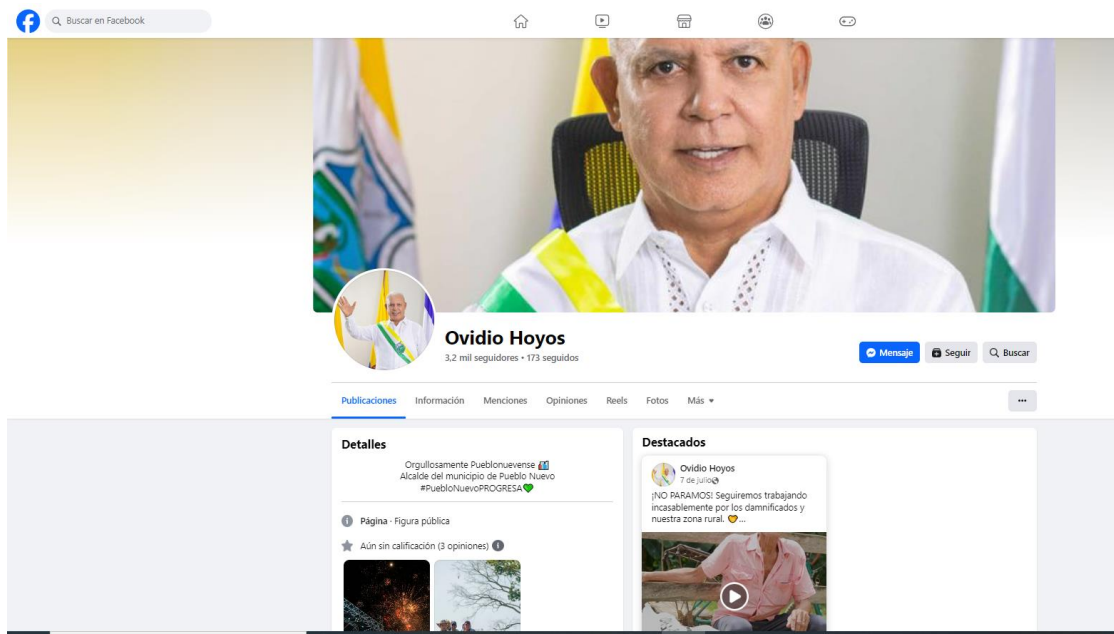 Buscar en Facebook
Ovidio Hoyos
3,2 mil seguidores • 173 seguidos
Mensaje
Seguir
Buscar
Publicaciones
Información
Menciones
Opiniones
Reels
Fotos
Más
Detalles
Orgullosamente Pueblonuevense
Alcalde del municipio de Pueblo Nuevo
#PuebloNuevoPROGRESA💚
Página · Figura pública
Aún sin calificación (3 opiniones)
Destacados
Ovidio Hoyos
7 de julio
¡NO PARAMOS! Seguiremos trabajando
incasablemente por los damnificados y
nuestra zona rural. 💛...